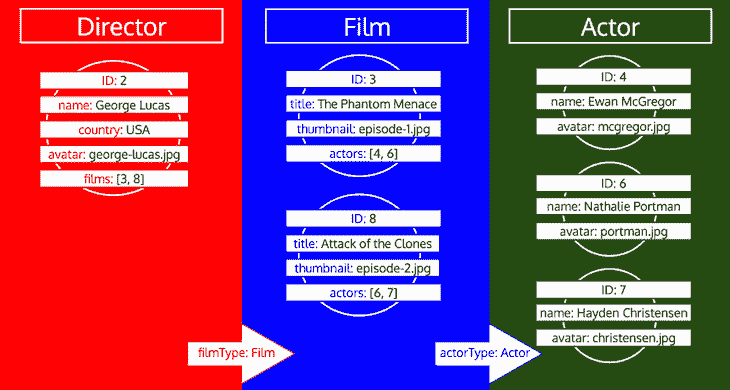 Director
ID: 2
name: George Lucas
country: USA
avatar: george-lucas.jpg
films: [3, 8]
filmType: Film
Film
ID: 3
title: The Phantom Menace
thumbnail: episode-1.jpg
actors: [4, 6]
ID: 8
title: Attack of the Clones
thumbnail: episode-2.jpg
actors: [6, 7]
actorType: Actor
Actor
ID: 4
name: Ewan McGregor
avatar: mcgregor.jpg
ID: 6
name: Nathalie Portman
avatar: portman.jpg
ID: 7
name: Hayden Christensen
avatar: christensen.jpg